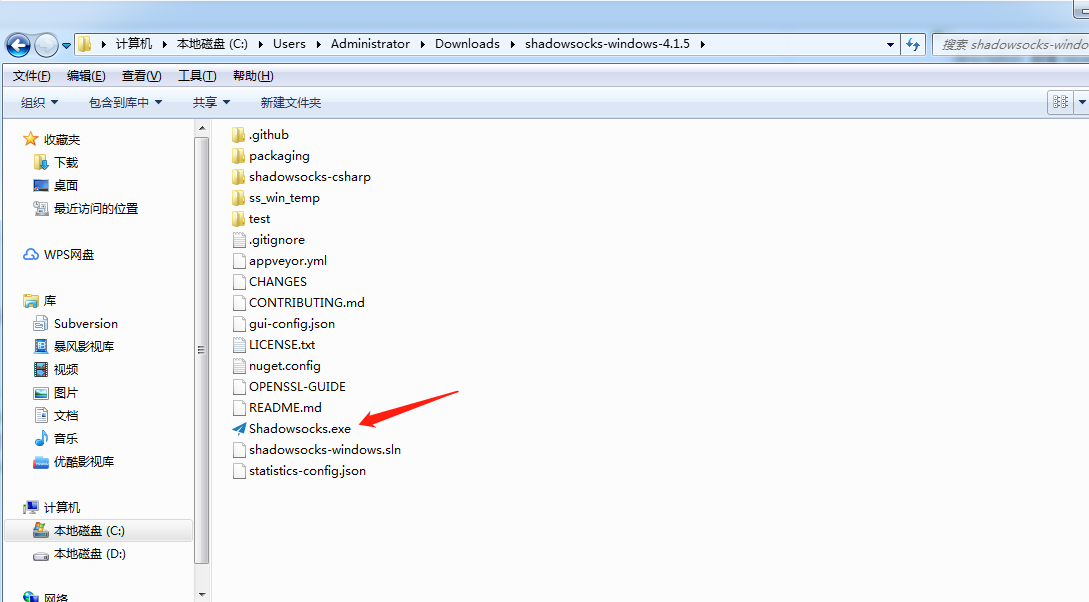 计算机 本地磁盘 (C:) Users Administrator Downloads shadowsocks-windows-4.1.5
搜索 shadowsocks-windo
文件(F) 编辑(E) 查看(V) 工具(T) 帮助(H)
组织 包含到库中 共享 新建文件夹
收藏夹
下载
桌面
最近访问的位置
WPS网盘
库
Subversion
暴风影视库
视频
图片
文档
音乐
优酷影视库
计算机
本地磁盘 (C:)
本地磁盘 (D:)
网络
.github
packaging
shadowsocks-csharp
ss_win_temp
test
.gitignore
appveyor.yml
CHANGES
CONTRIBUTING.md
gui-config.json
LICENSE.txt
nuget.config
OPENSSL-GUIDE
README.md
Shadowsocks.exe
shadowsocks-windows.sln
statistics-config.json